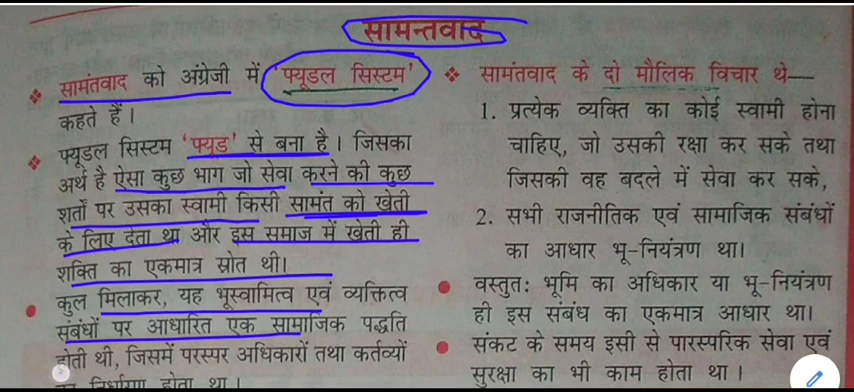 सामन्तवाद
सामंतवाद को अंग्रेजी में 'फ्यूडल सिस्टम'
कहते हैं।
फ्यूडल सिस्टम 'फ्यूड' से बना है। जिसका
अर्थ है ऐसा कुछ भाग जो सेवा करने की कुछ
शर्तों पर उसका स्वामी किसी सामंत को खेती
के लिए देता था और इस समाज में खेती ही
शक्ति का एकमात्र स्रोत थी।
कुल मिलाकर, यह भूस्वामित्व एवं व्यक्तित्व
संबंधों पर आधारित एक सामाजिक पद्धति
होती थी, जिसमें परस्पर अधिकारों तथा कर्तव्यों
निर्धारण होता था।
सामंतवाद के दो मौलिक विचार थे—
1. प्रत्येक व्यक्ति का कोई स्वामी होना
चाहिए, जो उसकी रक्षा कर सके तथा
जिसकी वह बदले में सेवा कर सके,
2. सभी राजनीतिक एवं सामाजिक संबंधों
का आधार भू-नियंत्रण था।
वस्तुतः भूमि का अधिकार या भू-नियंत्रण
ही इस संबंध का एकमात्र आधार था।
संकट के समय इसी से पारस्परिक सेवा एवं
सुरक्षा का भी काम होता था।